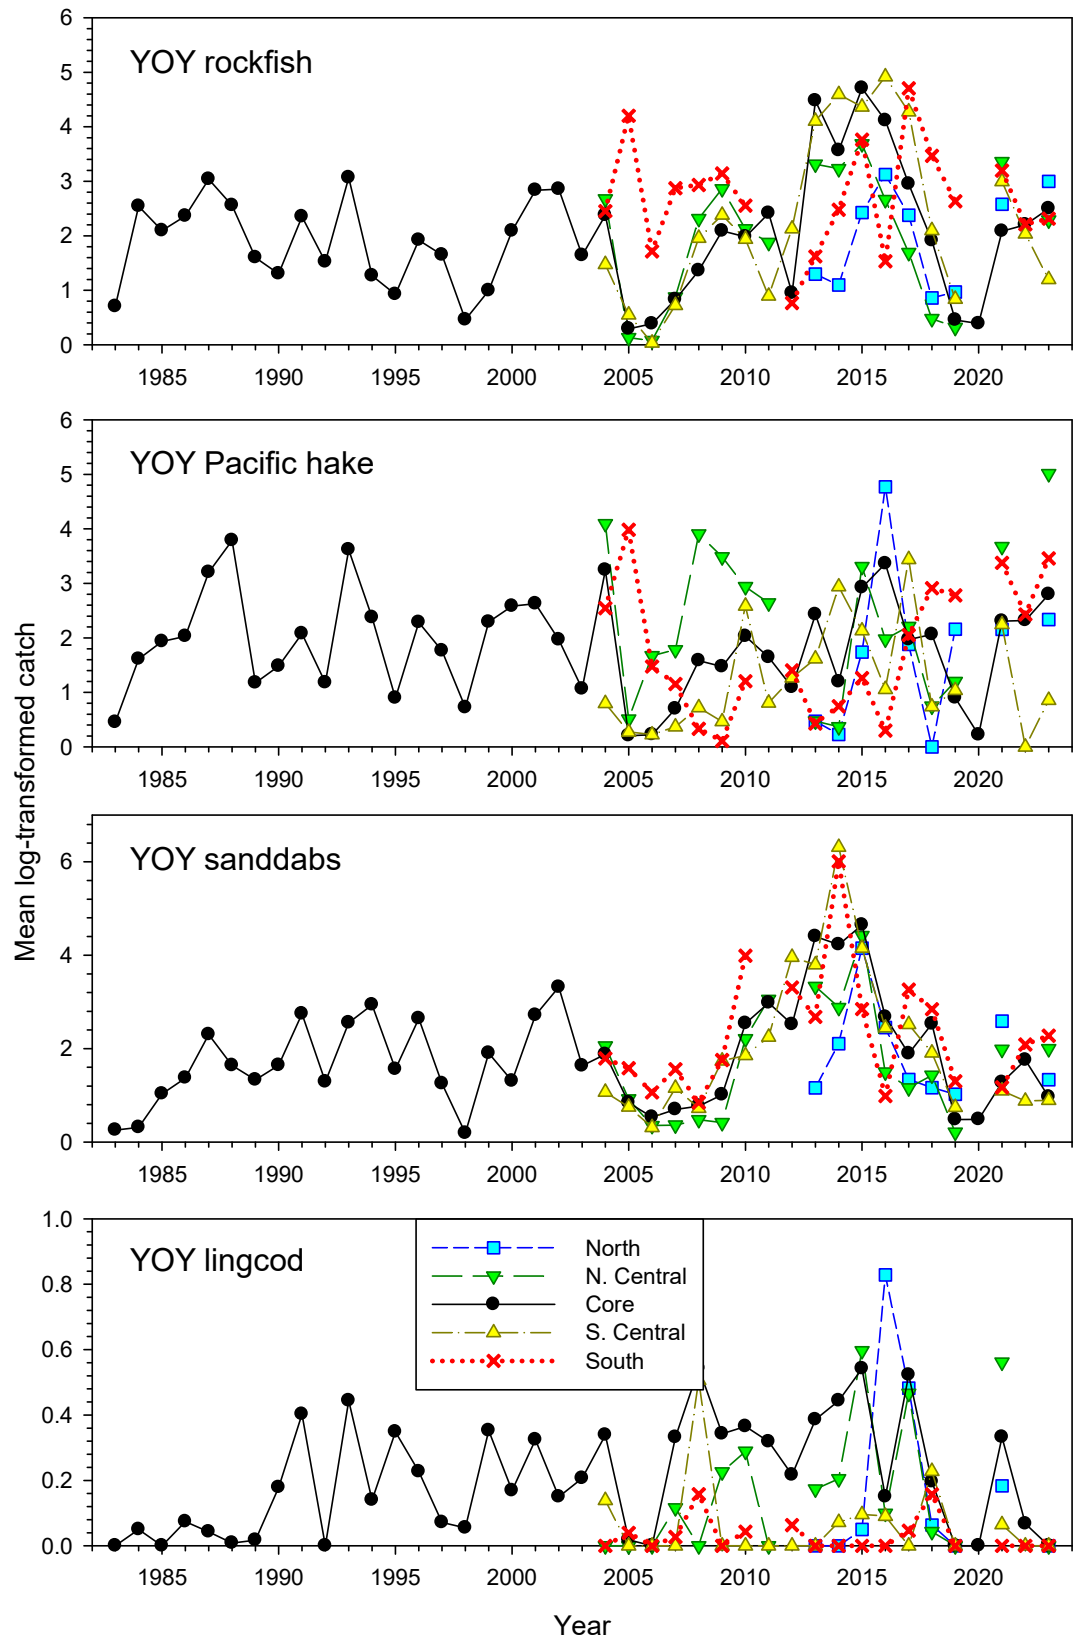 6
YOY rockfish
5
4
3
2
1
0
1985 1990 1995 2000 2005 2010 2015 2020
6
YOY Pacific hake
5
4
3
2
1
0
1985 1990 1995 2000 2005 2010 2015 2020
Mean log-transformed catch
YOY sanddabs
6
4
2
0
1985 1990 1995 2000 2005 2010 2015 2020
1.0
YOY lingcod
North
N. Central
Core
S. Central
South
0.8
0.6
0.4
0.2
0.0
1985 1990 1995 2000 2005 2010 2015 2020
Year